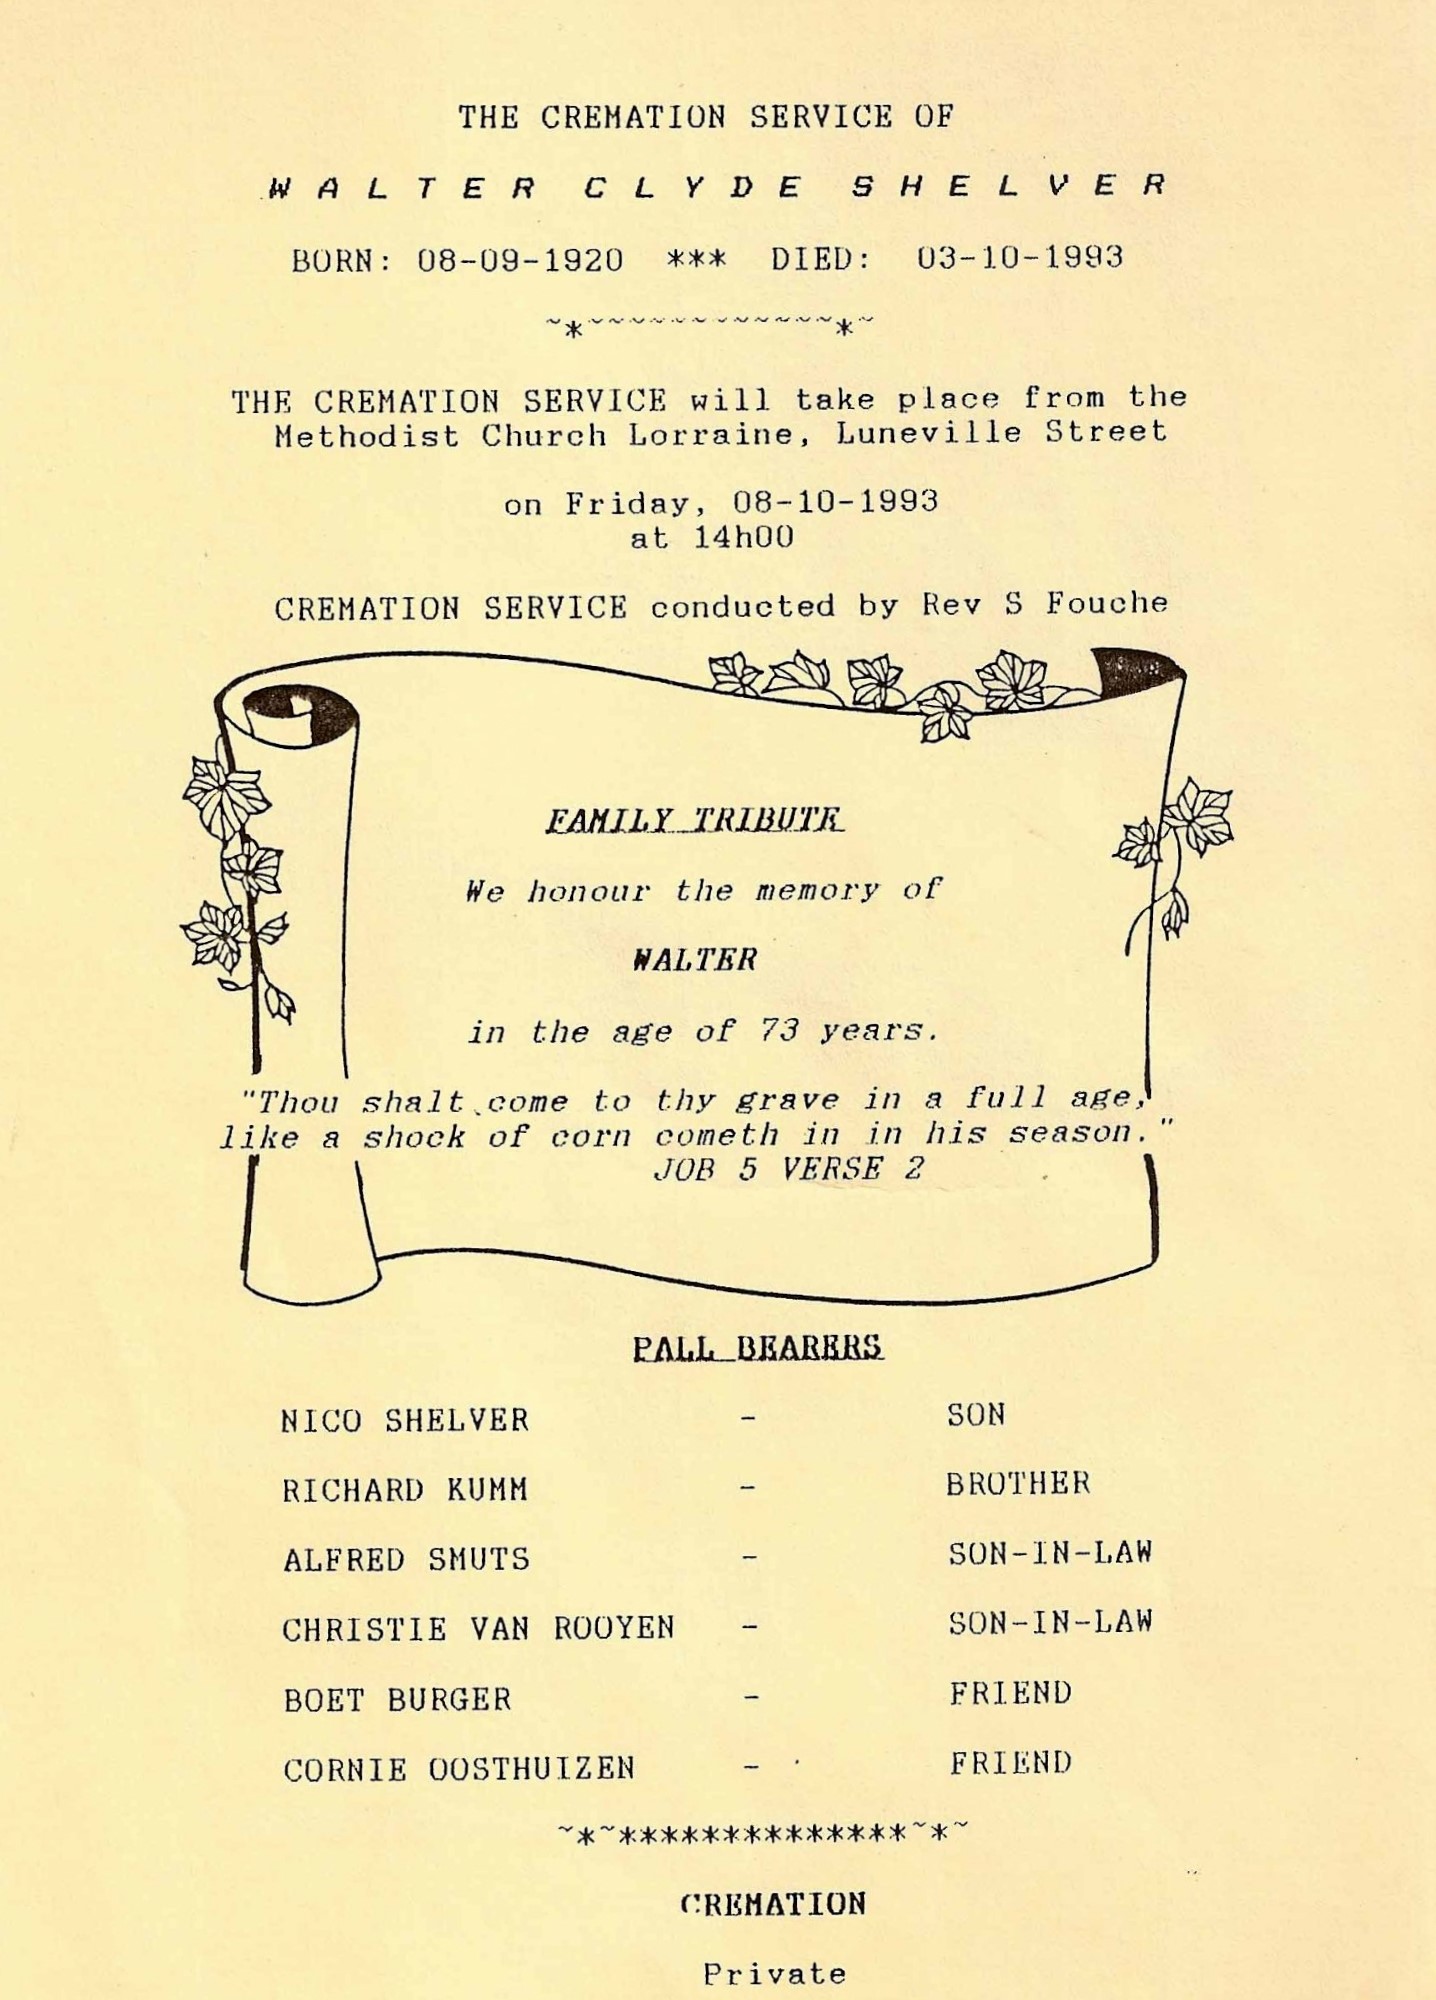 THE CREMATION SERVICE OF
WALTER CLYDE SHELVER
BORN: 08-09-1920 *** DIED: 03-10-1993
~*~~~~~~~~~~~~*~
THE CREMATION SERVICE will take place from the
Methodist Church Lorraine, Luneville Street
on Friday, 08-10-1993
at 14h00
CREMATION SERVICE conducted by Rev S Fouche
FAMILY TRIBUTE
We honour the memory of
WALTER
in the age of 73 years.
"Thou shalt come to thy grave in a full age,
like a shock of corn cometh in in his season."
JOB 5 VERSE 2
PALL BEARERS
NICO SHELVER - SON
RICHARD KUMM - BROTHER
ALFRED SMUTS - SON-IN-LAW
CHRISTIE VAN ROOYEN - SON-IN-LAW
BOET BURGER - FRIEND
CORNIE OOSTHUIZEN - FRIEND
~*~**************~*~
CREMATION
Private